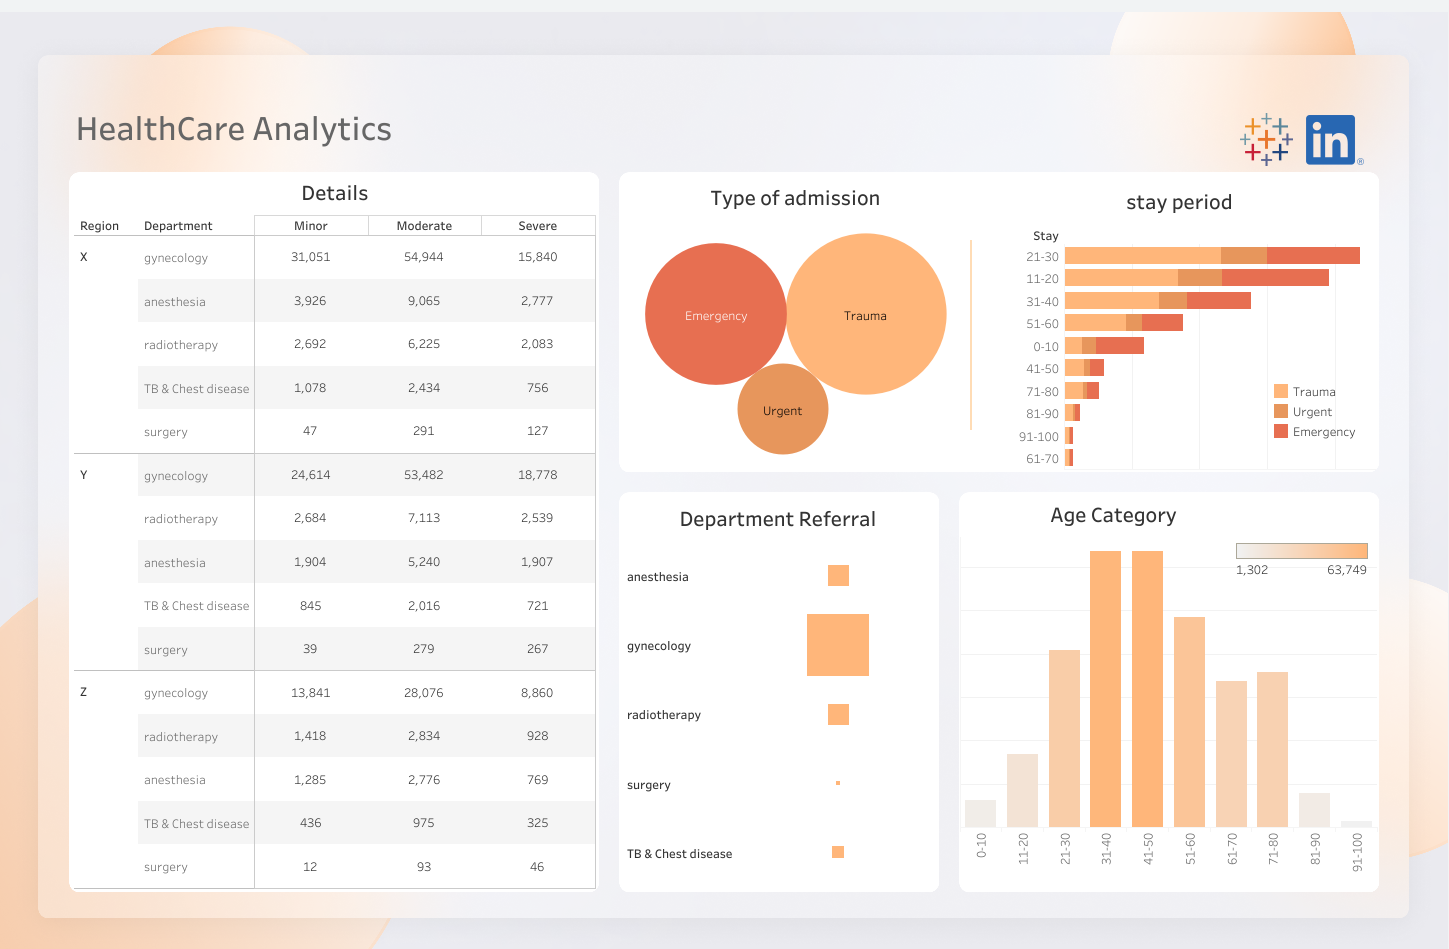 HealthCare Analytics
in
®
Details
Region Department Minor Moderate Severe
X gynecology 31,051 54,944 15,840
anesthesia 3,926 9,065 2,777
radiotherapy 2,692 6,225 2,083
TB & Chest disease 1,078 2,434 756
surgery 47 291 127
Y gynecology 24,614 53,482 18,778
radiotherapy 2,684 7,113 2,539
anesthesia 1,904 5,240 1,907
TB & Chest disease 845 2,016 721
surgery 39 279 267
Z gynecology 13,841 28,076 8,860
radiotherapy 1,418 2,834 928
anesthesia 1,285 2,776 769
TB & Chest disease 436 975 325
surgery 12 93 46
Type of admission
Emergency
Trauma
Urgent
stay period
Stay
21-30
11-20
31-40
51-60
0-10
41-50
71-80
81-90
91-100
61-70
Trauma
Urgent
Emergency
Department Referral
anesthesia
gynecology
radiotherapy
surgery
TB & Chest disease
Age Category
1,302 63,749
0-10
11-20
21-30
31-40
41-50
51-60
61-70
71-80
81-90
91-100